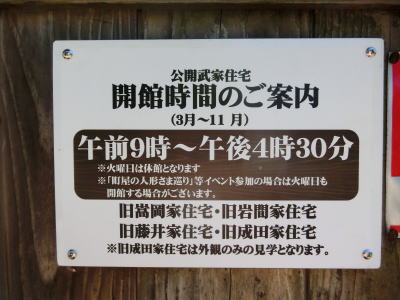 公開武家住宅
開館時間のご案内
(3月～11月)
午前9時～午後4時30分
※火曜日は休館となります
※「町屋の人形さま巡り」等イベント参加の場合は火曜日も
開館する場合がございます。
旧嵩岡家住宅・旧岩間家住宅
旧藤井家住宅・旧成田家住宅
※旧成田家住宅は外観のみの見学となります。